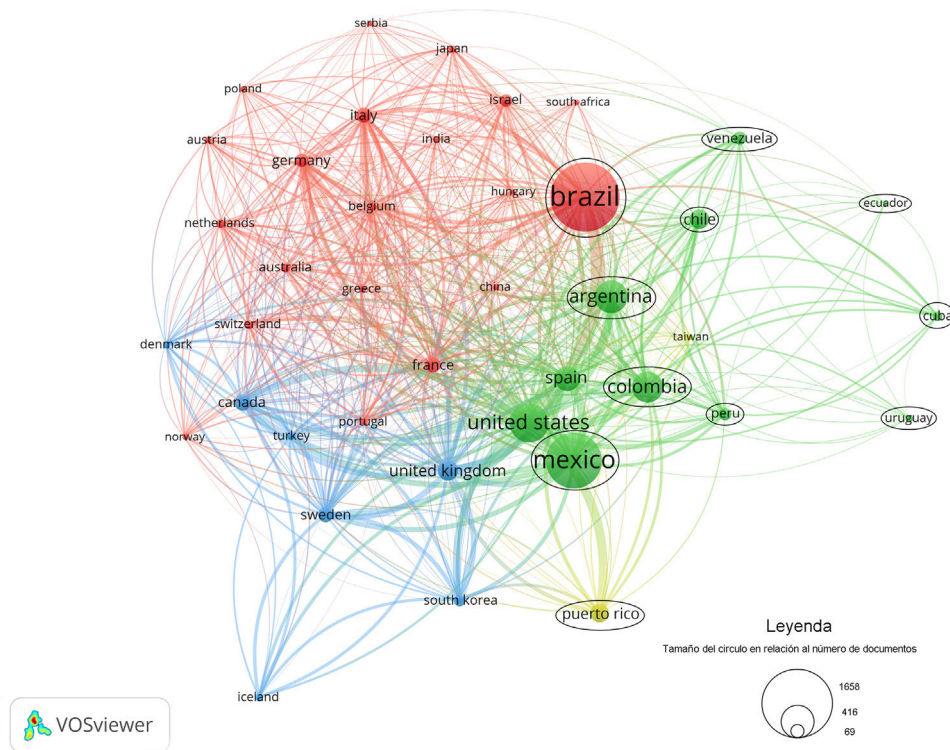 serbia
japan
poland
israel
south africa
italy
venezuela
austria
india
germany
hungary
brazil
belgium
ecuador
netherlands
chile
australia
greece
china
argentina
cuba
switzerland
denmark
taiwan
france
spain
colombia
canada
peru
uruguay
portugal
united states
norway
turkey
mexico
united kingdom
sweden
south korea
puerto rico
Leyenda
Tamaño del circulo en relación al número de documentos
1658
416
69
iceland
VOSviewer